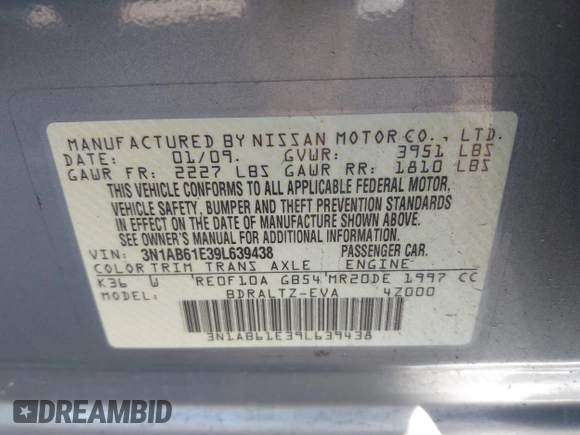 MANUFACTURED BY NISSAN MOTOR CO., LTD.
DATE: 01/09. GVWR: 3951 LBS
GAWR FR: 2227 LBS GAWR RR: 1810 LBS
THIS VEHICLE CONFORMS TO ALL APPLICABLE FEDERAL MOTOR,
VEHICLE SAFETY, BUMPER AND THEFT PREVENTION STANDARDS
IN EFFECT ON THE DATE OF MANUFACTURE SHOWN ABOVE.
SEE OWNER'S MANUAL FOR ADDITIONAL INFORMATION.
VIN: 3N1AB61E39L639438 PASSENGER CAR.
COLOR TRIM TRANS AXLE ENGINE
K36 W 'RE0F10A GB54'MR20DE 1997 CC
MODEL: BDRALTZ-EVA 4Z000
3N1AB61E39L639438
DREAMBID